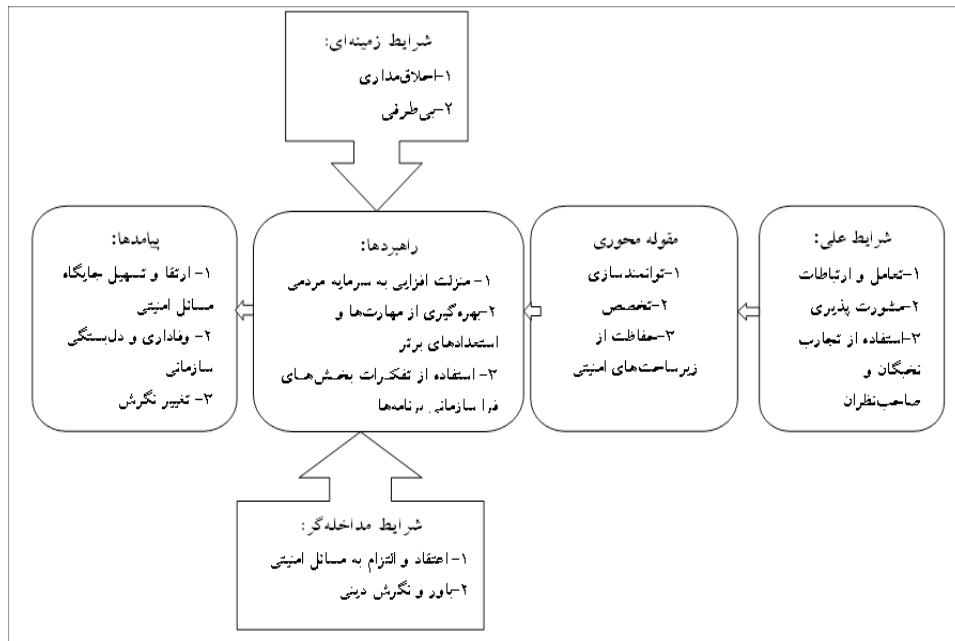 شرایط زمینه‌ای:
۱-اخلاق‌مداری
۲-بی‌طرفی
شرایط علی:
۱-تعامل و ارتباطات
۲-مشورت پذیری
۳-استفاده از تجارب
نخبگان و
صاحب‌نظران
مقوله محوری
۱-توانمندسازی
۲-تخصص
۳-حفاظت از
زیرساخت‌های امنیتی
راهبردها:
۱- منزلت افزایی به سرمایه مردمی
۲-بهره‌گیری از مهارت‌ها و
استعدادهای برتر
۳- استفاده از تفکرات بخش‌های
فرا سازمانی برنامه‌ها
پیامدها:
۱- ارتقا و تسهیل جایگاه
مسائل امنیتی
۲- وفاداری و دل‌بستگی
سازمانی
۳- تغییر نگرش
شرایط مداخله‌گر:
۱- اعتقاد و التزام به مسائل امنیتی
۲-باور و نگرش دینی